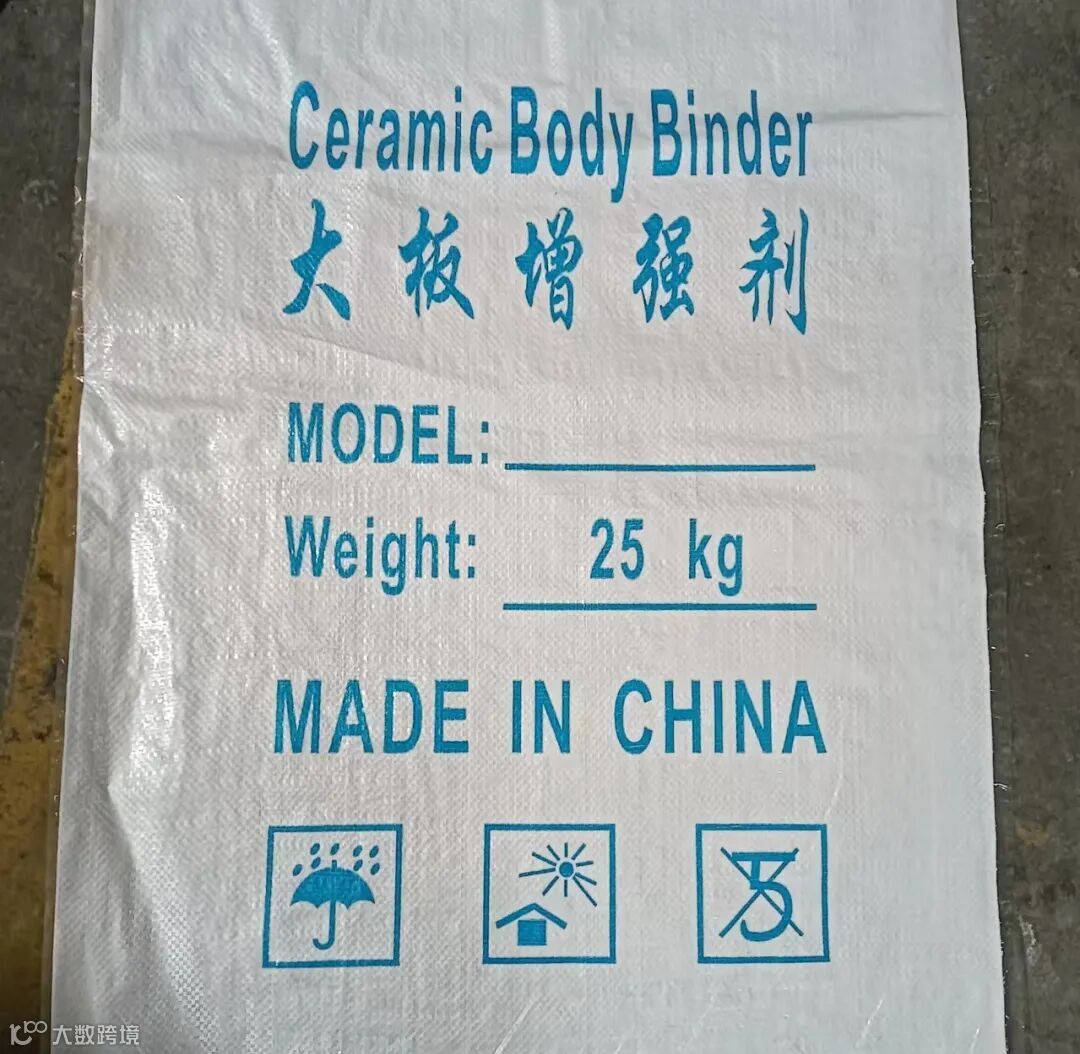 Ceramic Body Binder
大板增强剂
MODEL:
Weight: 25 kg
MADE IN CHINA
大数跨境